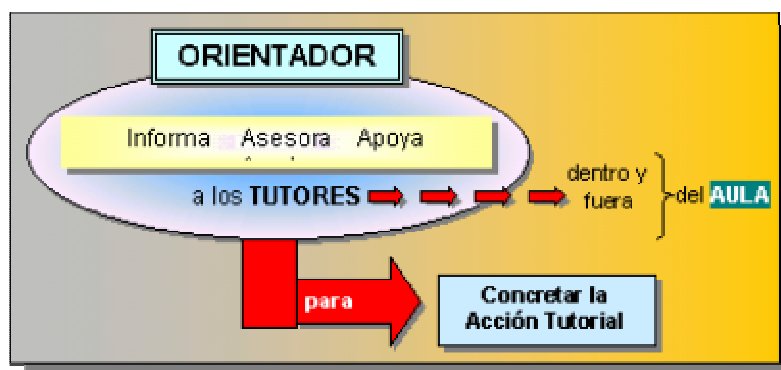 ORIENTADOR
Informa Asesora Apoya
a los TUTORES
dentro y
fuera
del AULA
para
Concretar la
Acción Tutorial